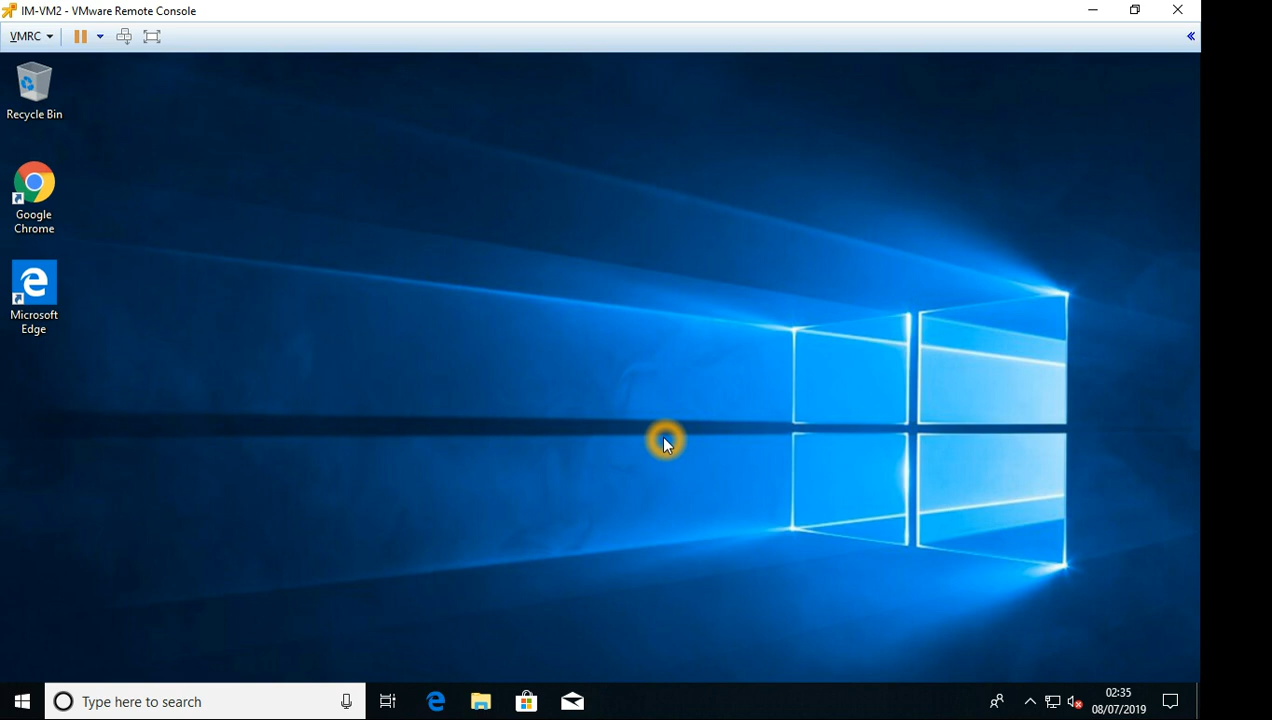 IM-VM2 - VMware Remote Console
VMRC
Recycle Bin
Google
Chrome
Microsoft
Edge
Type here to search
02:35
08/07/2019